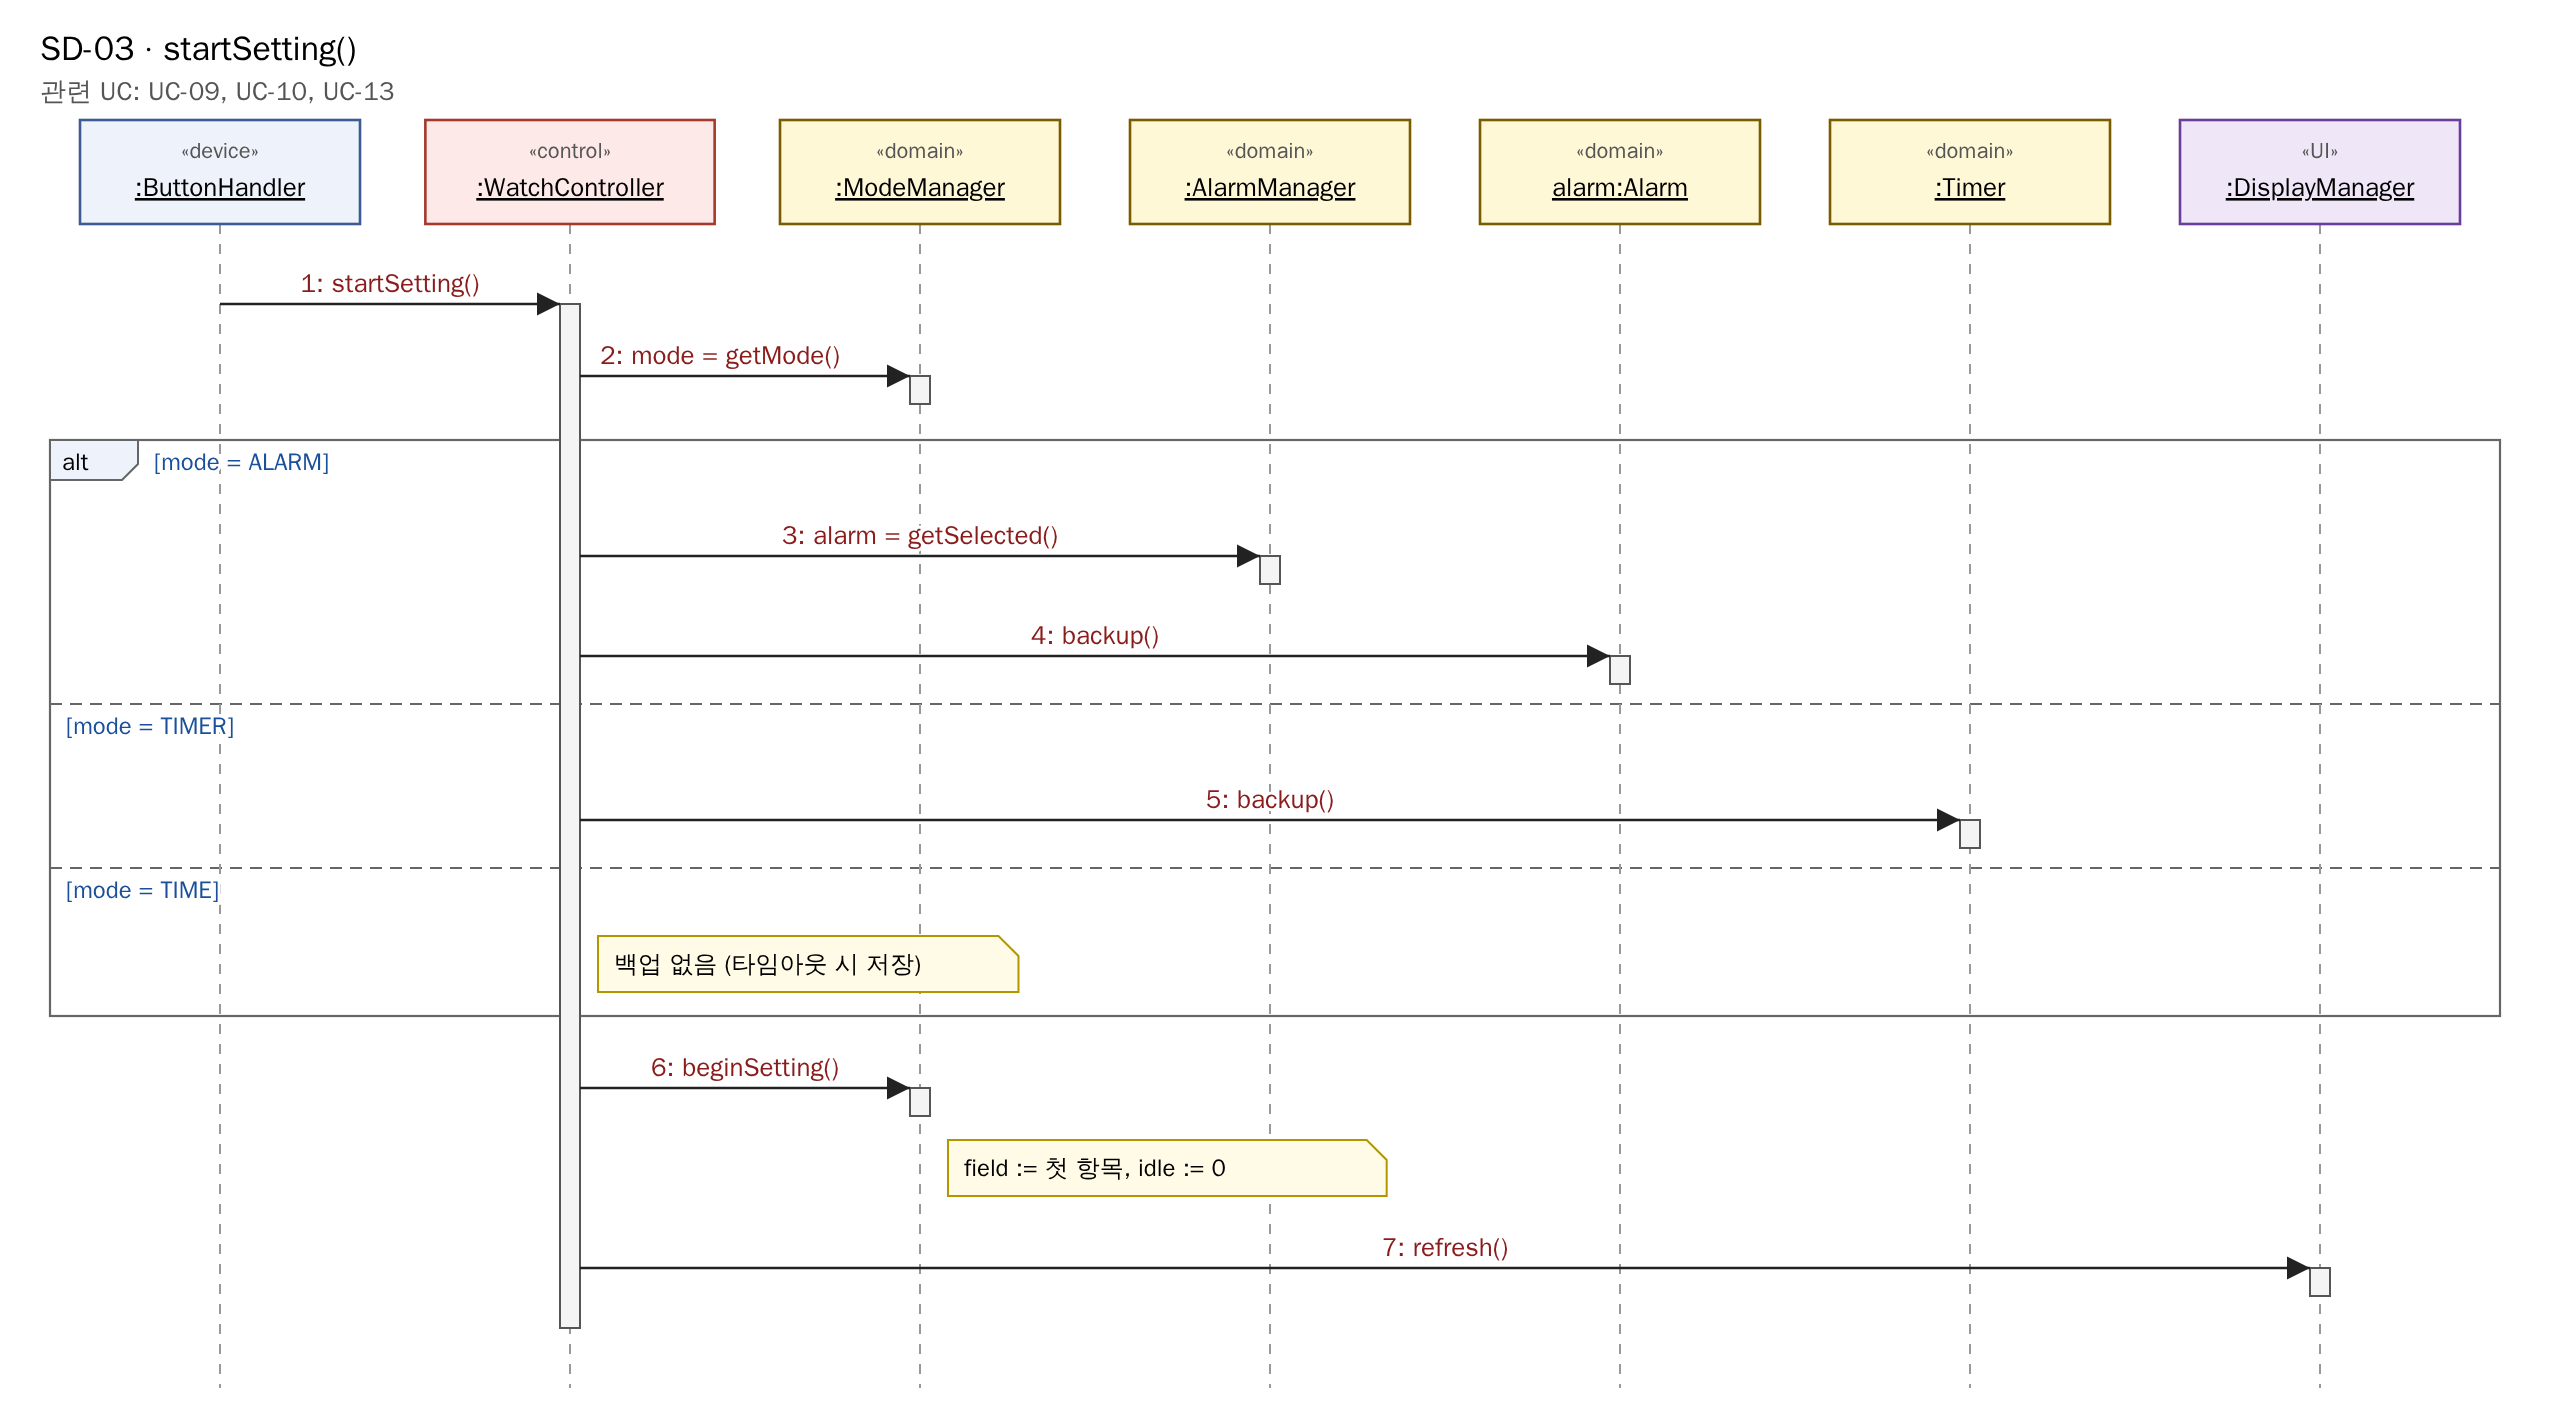 SD-03 · startSetting()
관련 UC: UC-09, UC-10, UC-13
«device»
:ButtonHandler
«control»
:WatchController
«domain»
:ModeManager
«domain»
:AlarmManager
«domain»
alarm:Alarm
«domain»
:Timer
«UI»
:DisplayManager
1: startSetting()
2: mode = getMode()
alt
[mode = ALARM]
3: alarm = getSelected()
4: backup()
[mode = TIMER]
5: backup()
[mode = TIME]
백업 없음 (타임아웃 시 저장)
6: beginSetting()
field := 첫 항목, idle := 0
7: refresh()